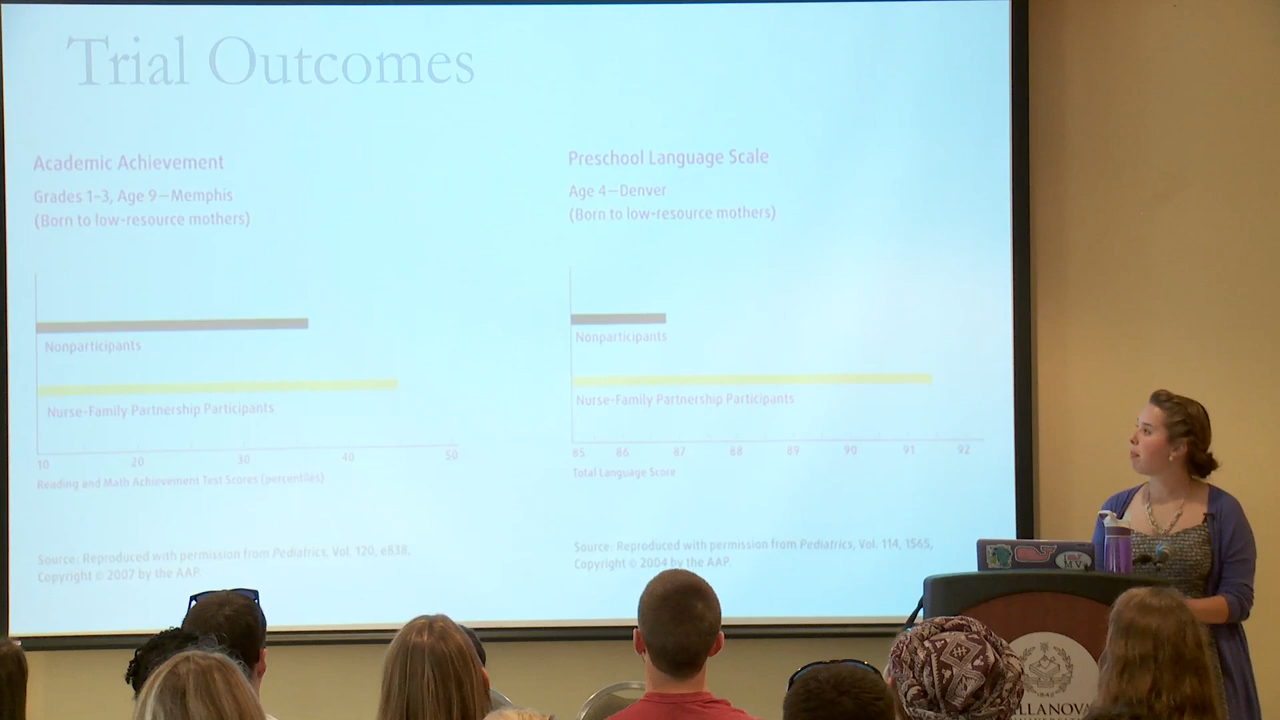 Trial Outcomes
Academic Achievement
Grades 1–3, Age 9—Memphis
(Born to low-resource mothers)
Nonparticipants
Nurse-Family Partnership Participants
10 20 30 40 50
Reading and Math Achievement Test Scores (percentiles)
Source: Reproduced with permission from Pediatrics, Vol. 120, e838,
Copyright © 2007 by the AAP.
Preschool Language Scale
Age 4—Denver
(Born to low-resource mothers)
Nonparticipants
Nurse-Family Partnership Participants
85 86 87 88 89 90 91 92
Total Language Score
Source: Reproduced with permission from Pediatrics, Vol. 114, 1565,
Copyright © 2004 by the AAP.
MV
1842
LLANOVA